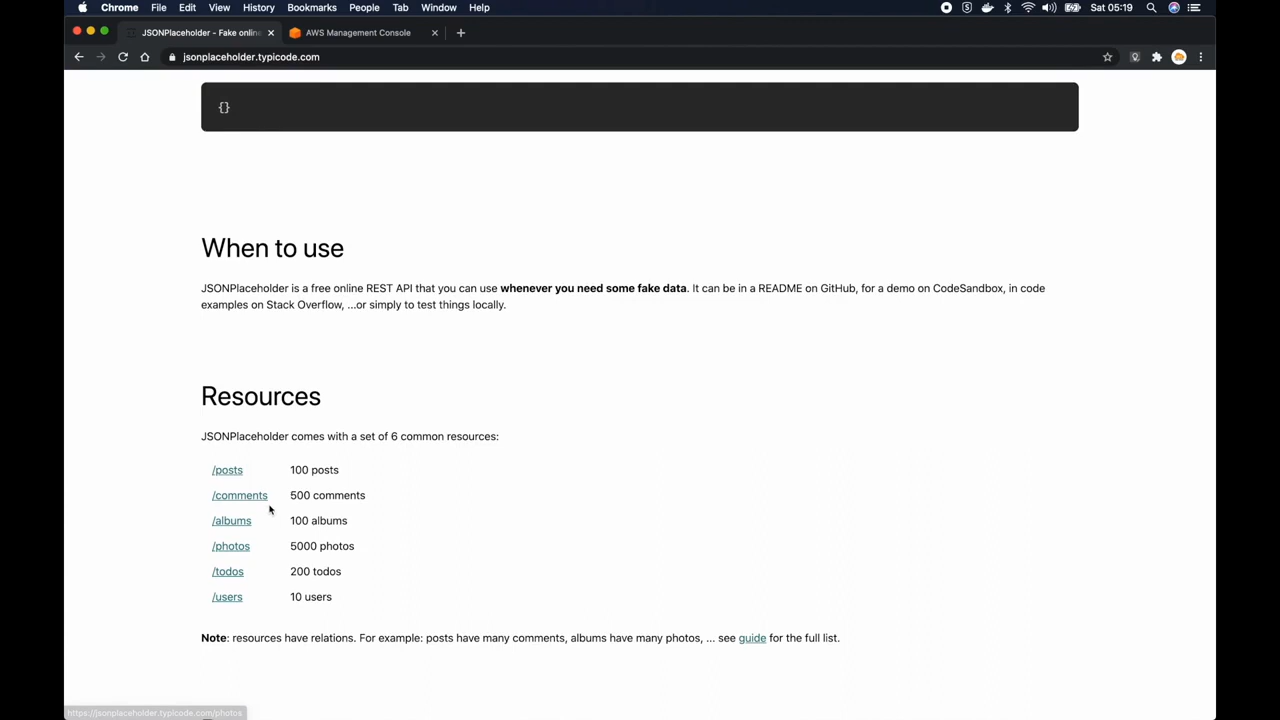 Chrome File Edit View History Bookmarks People Tab Window Help Sat 05:19
JSONPlaceholder - Fake online AWS Management Console
jsonplaceholder.typicode.com
{}
When to use
JSONPlaceholder is a free online REST API that you can use whenever you need some fake data. It can be in a README on GitHub, for a demo on CodeSandbox, in code
examples on Stack Overflow, ...or simply to test things locally.
Resources
JSONPlaceholder comes with a set of 6 common resources:
/posts 100 posts
/comments 500 comments
/albums 100 albums
/photos 5000 photos
/todos 200 todos
/users 10 users
Note: resources have relations. For example: posts have many comments, albums have many photos, ... see guide for the full list.
https://jsonplaceholder.typicode.com/photos